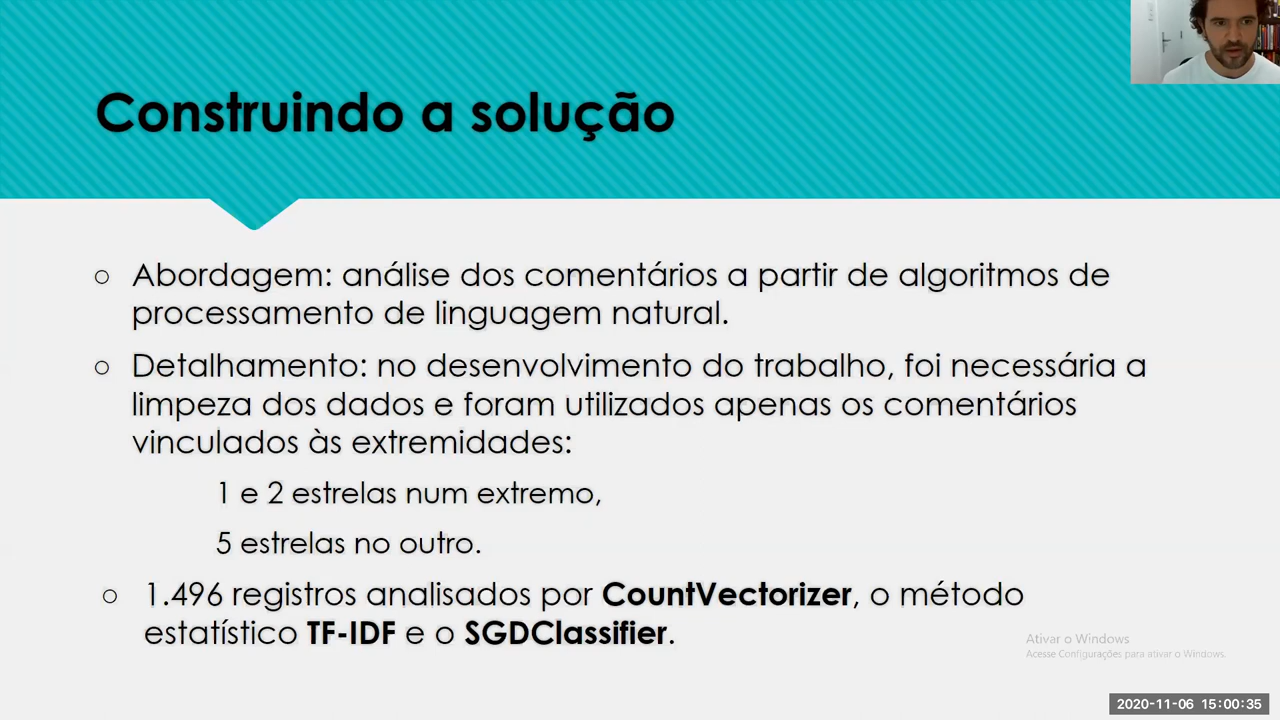 Construindo a solução
○ Abordagem: análise dos comentários a partir de algoritmos de
processamento de linguagem natural.
○ Detalhamento: no desenvolvimento do trabalho, foi necessária a
limpeza dos dados e foram utilizados apenas os comentários
vinculados às extremidades:
1 e 2 estrelas num extremo,
5 estrelas no outro.
○ 1.496 registros analisados por CountVectorizer, o método
estatístico TF-IDF e o SGDClassifier.
Ativar o Windows
Acesse Configurações para ativar o Windows.
2020-11-06 15:00:35